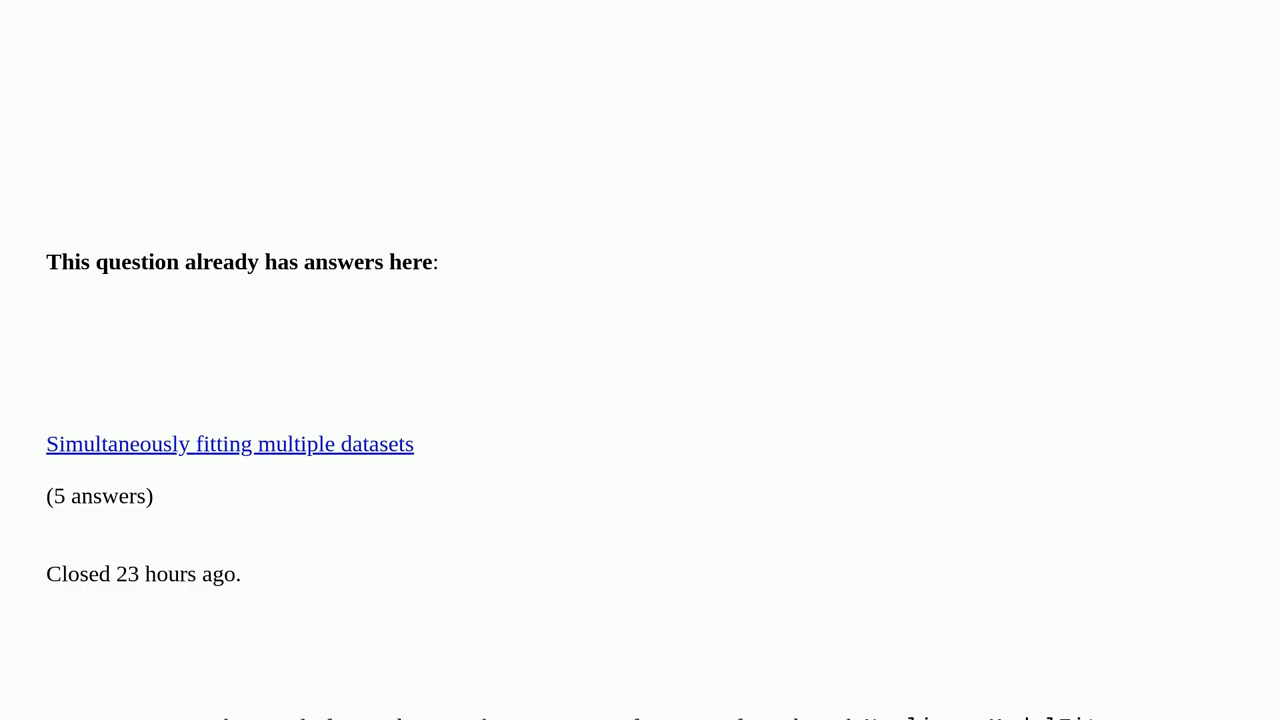 This question already has answers here:
Simultaneously fitting multiple datasets
(5 answers)
Closed 23 hours ago.